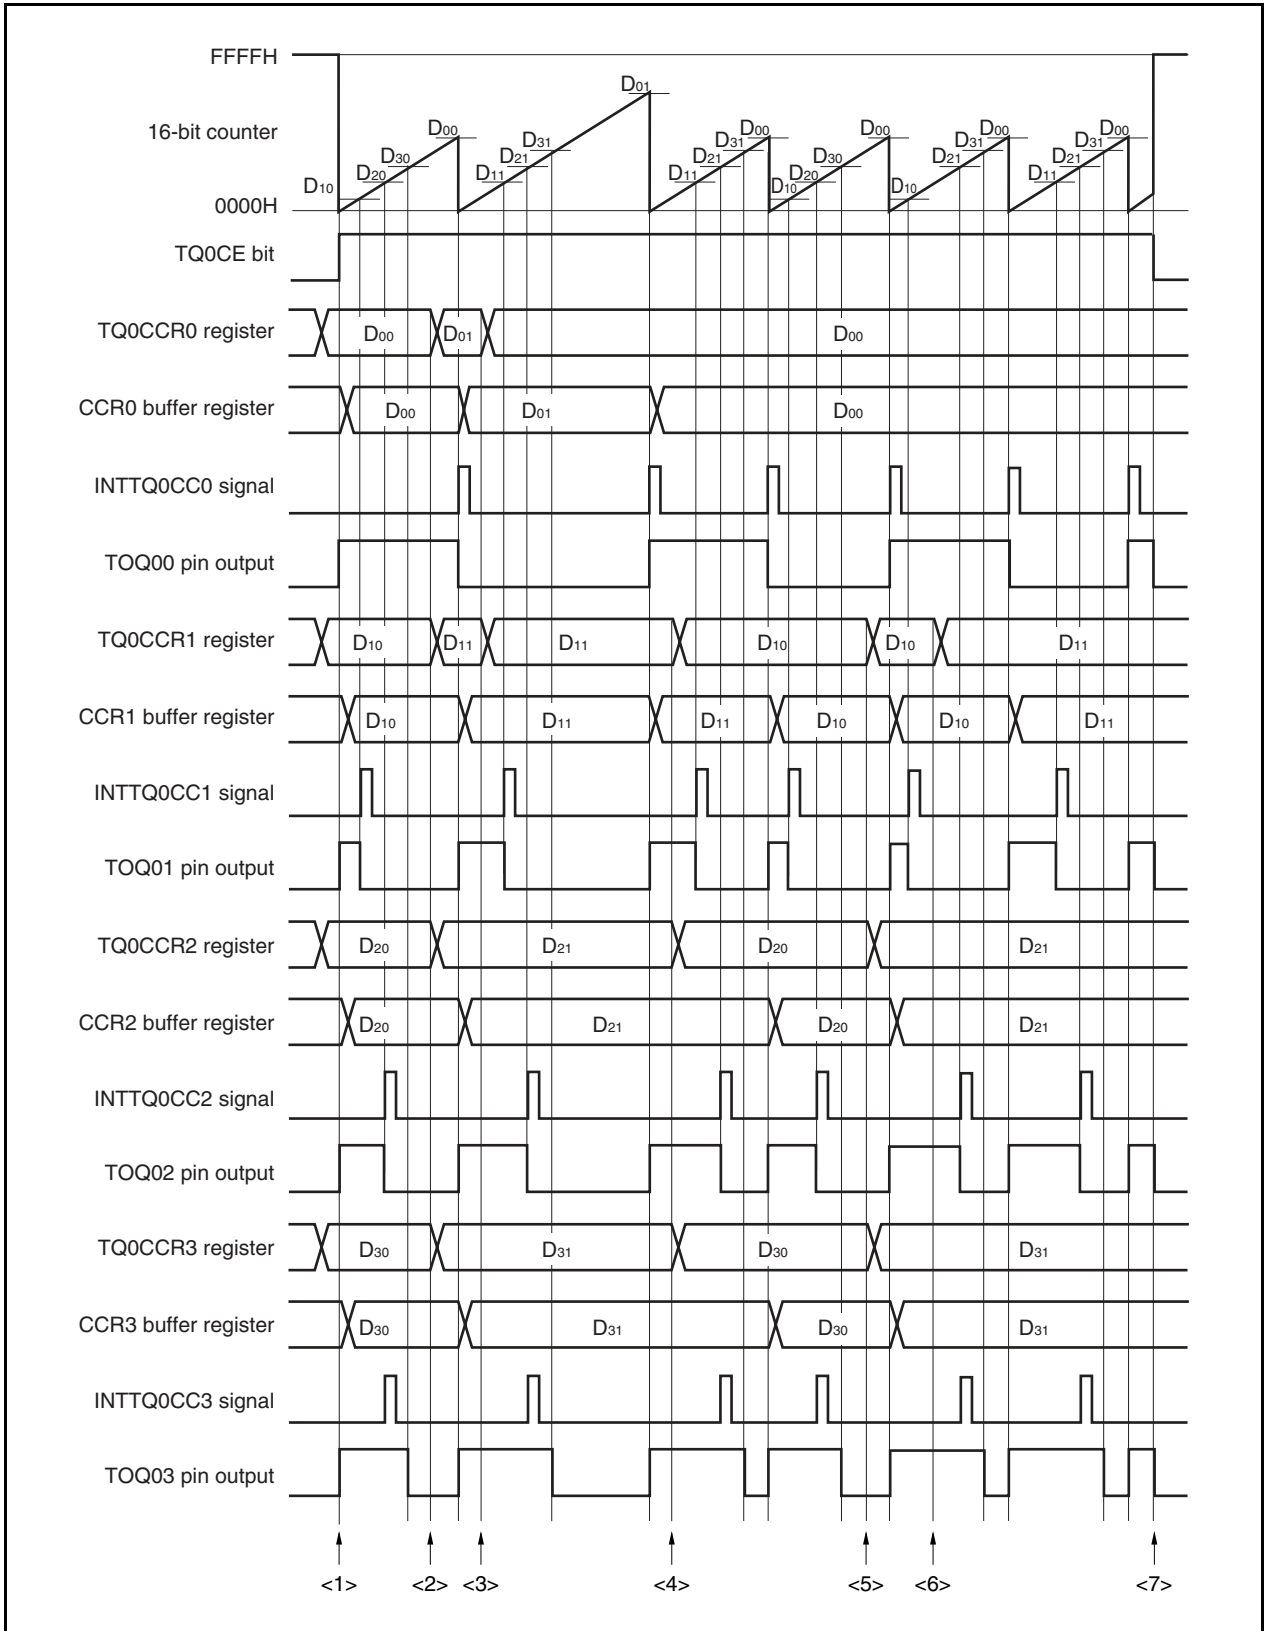 FFFFH
D01
16-bit counter
D00 D00 D00 D00 D00
D31 D31 D31 D31
D30 D21 D21 D30 D21 D21
D20 D11 D11 D20 D11
D10 D10 D10
0000H
TQ0CE bit
TQ0CCR0 register D00 D01 D00
CCR0 buffer register D00 D01 D00
INTTQ0CC0 signal
TOQ00 pin output
TQ0CCR1 register D10 D11 D11 D10 D10 D11
CCR1 buffer register D10 D11 D11 D10 D10 D11
INTTQ0CC1 signal
TOQ01 pin output
TQ0CCR2 register D20 D21 D20 D21
CCR2 buffer register D20 D21 D20 D21
INTTQ0CC2 signal
TOQ02 pin output
TQ0CCR3 register D30 D31 D30 D31
CCR3 buffer register D30 D31 D30 D31
INTTQ0CC3 signal
TOQ03 pin output
<1> <2> <3> <4> <5> <6> <7>